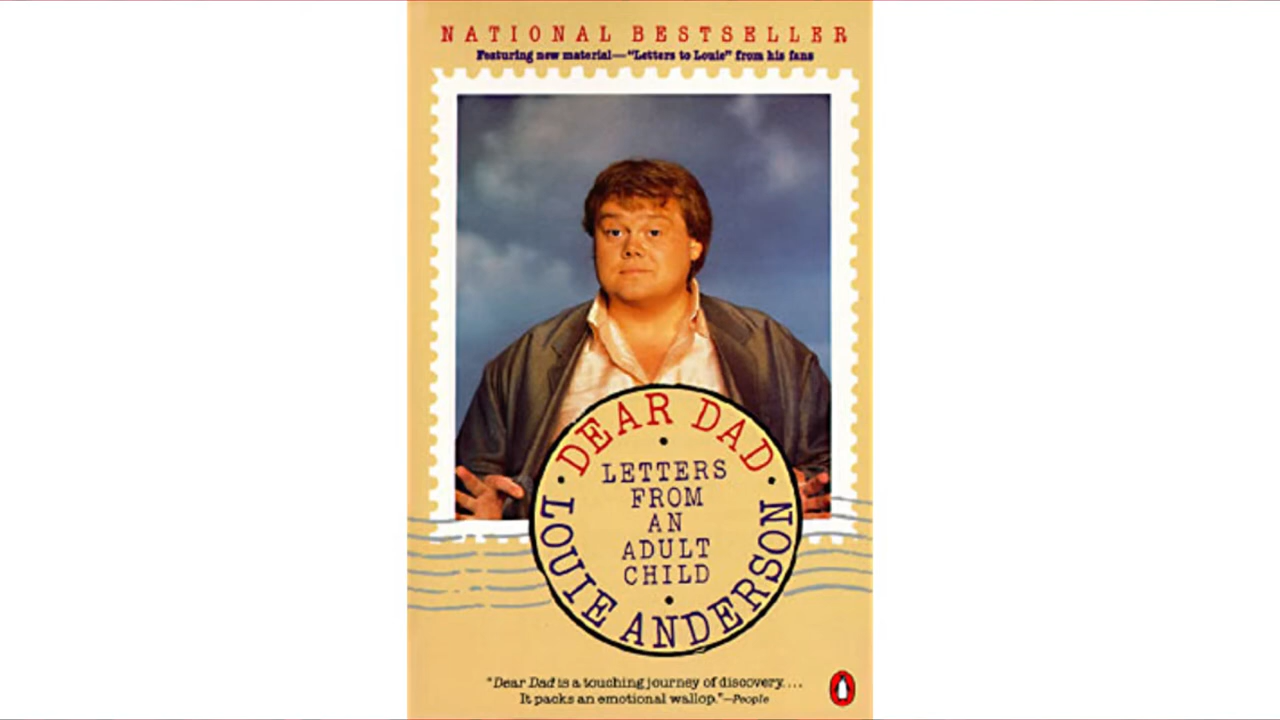 NATIONAL BESTSELLER
Featuring new material—"Letters to Louie" from his fans
DEAR DAD
LETTERS
FROM
AN
ADULT
CHILD
LOUIE ANDERSON
"Dear Dad is a touching journey of discovery....
It packs an emotional wallop."—People